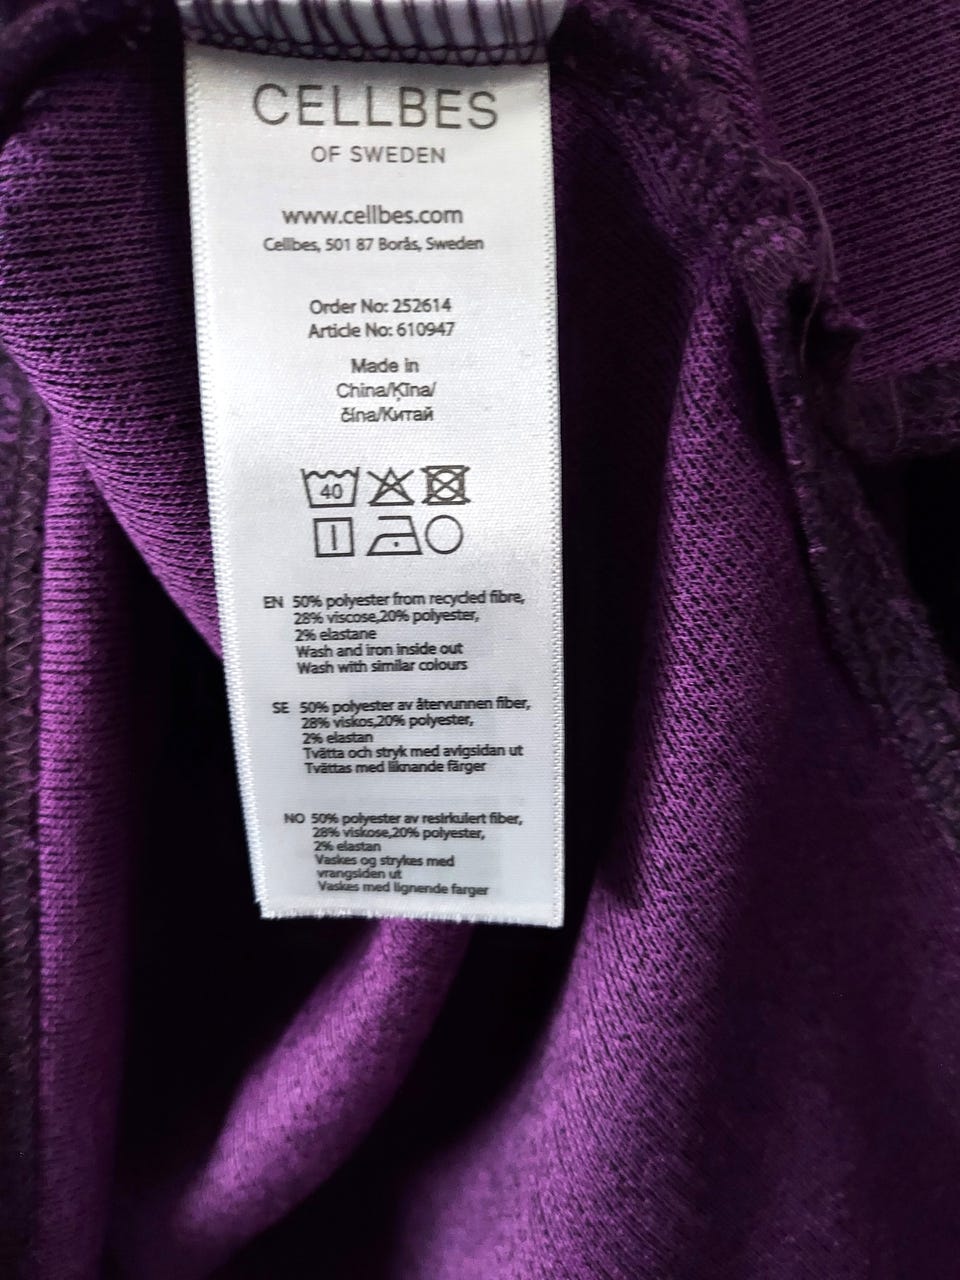 CELLBES
OF SWEDEN
www.cellbes.com
Cellbes, 501 87 Borås, Sweden
Order No: 252614
Article No: 610947
Made in
China/Ķīna/
čína/Китай
40
EN 50% polyester from recycled fibre,
28% viscose,20% polyester,
2% elastane
Wash and iron inside out
Wash with similar colours
SE 50% polyester av återvunnen fiber,
28% viskos,20% polyester,
2% elastan
Tvätta och stryk med avigsidan ut
Tvättas med liknande färger
NO 50% polyester av resirkulert fiber,
28% viskose,20% polyester,
2% elastan
Vaskes og strykes med
vrangsiden ut
Vaskes med lignende farger